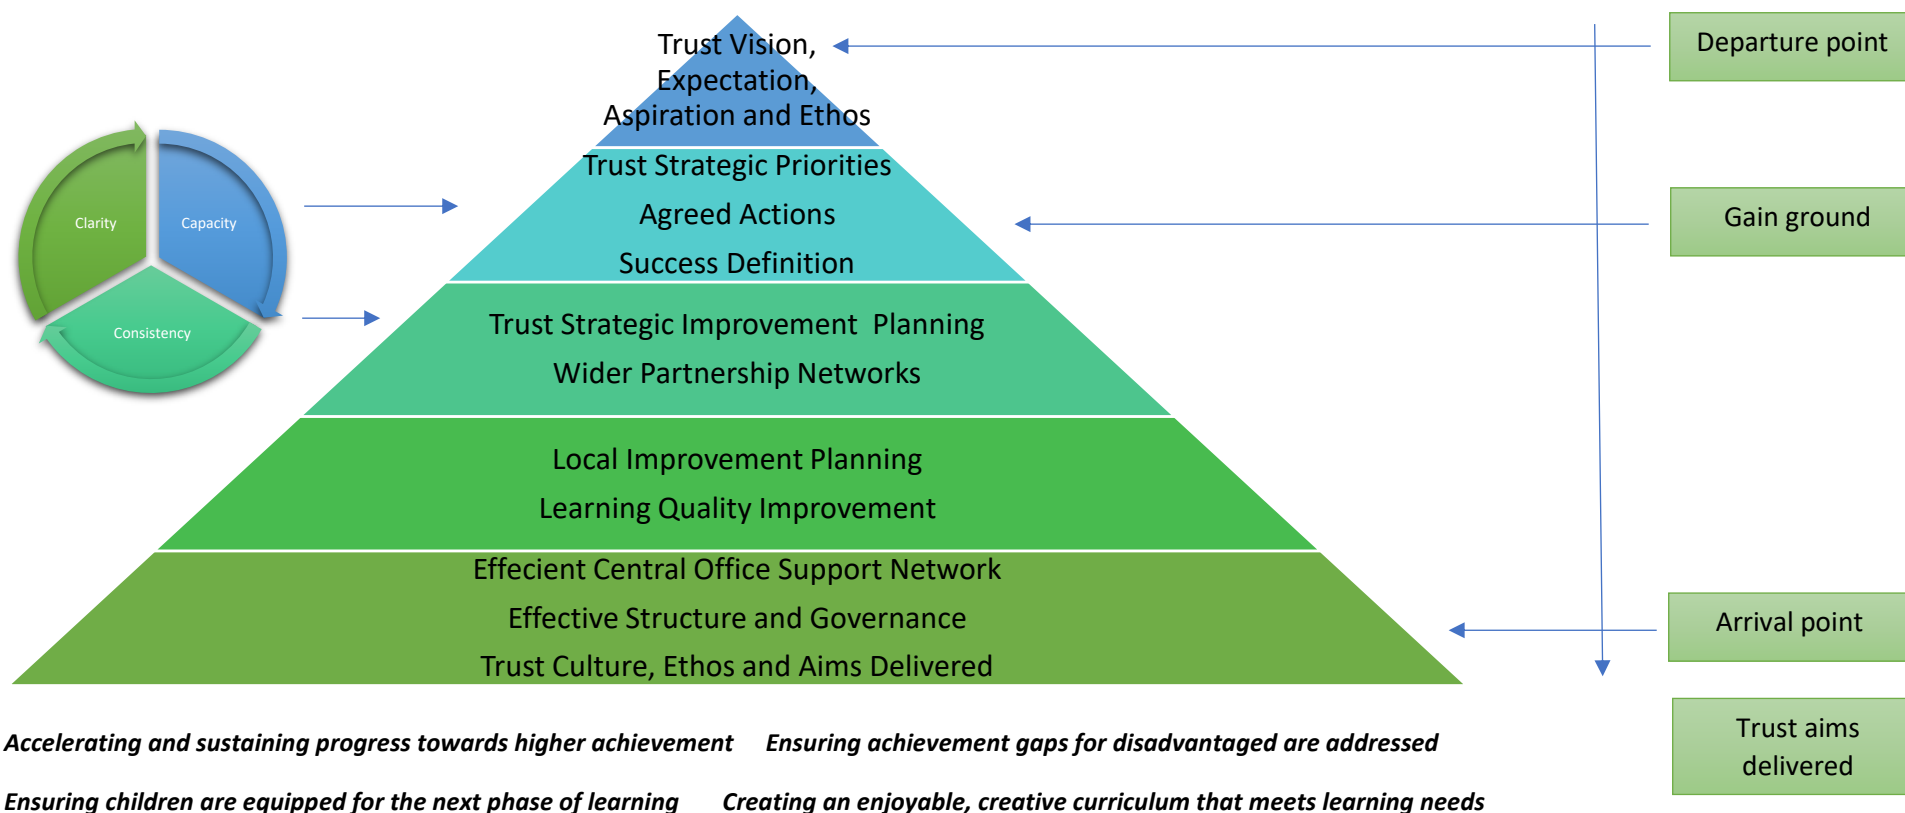 Trust Vision,
Expectation,
Aspiration and Ethos
Departure point
Trust Strategic Priorities
Agreed Actions
Success Definition
Gain ground
Clarity
Capacity
Consistency
Trust Strategic Improvement  Planning
Wider Partnership Networks
Local Improvement Planning
Learning Quality Improvement
Effecient Central Office Support Network
Effective Structure and Governance
Trust Culture, Ethos and Aims Delivered
Arrival point
Trust aims
delivered
Accelerating and sustaining progress towards higher achievement    Ensuring achievement gaps for disadvantaged are addressed
Ensuring children are equipped for the next phase of learning    Creating an enjoyable, creative curriculum that meets learning needs